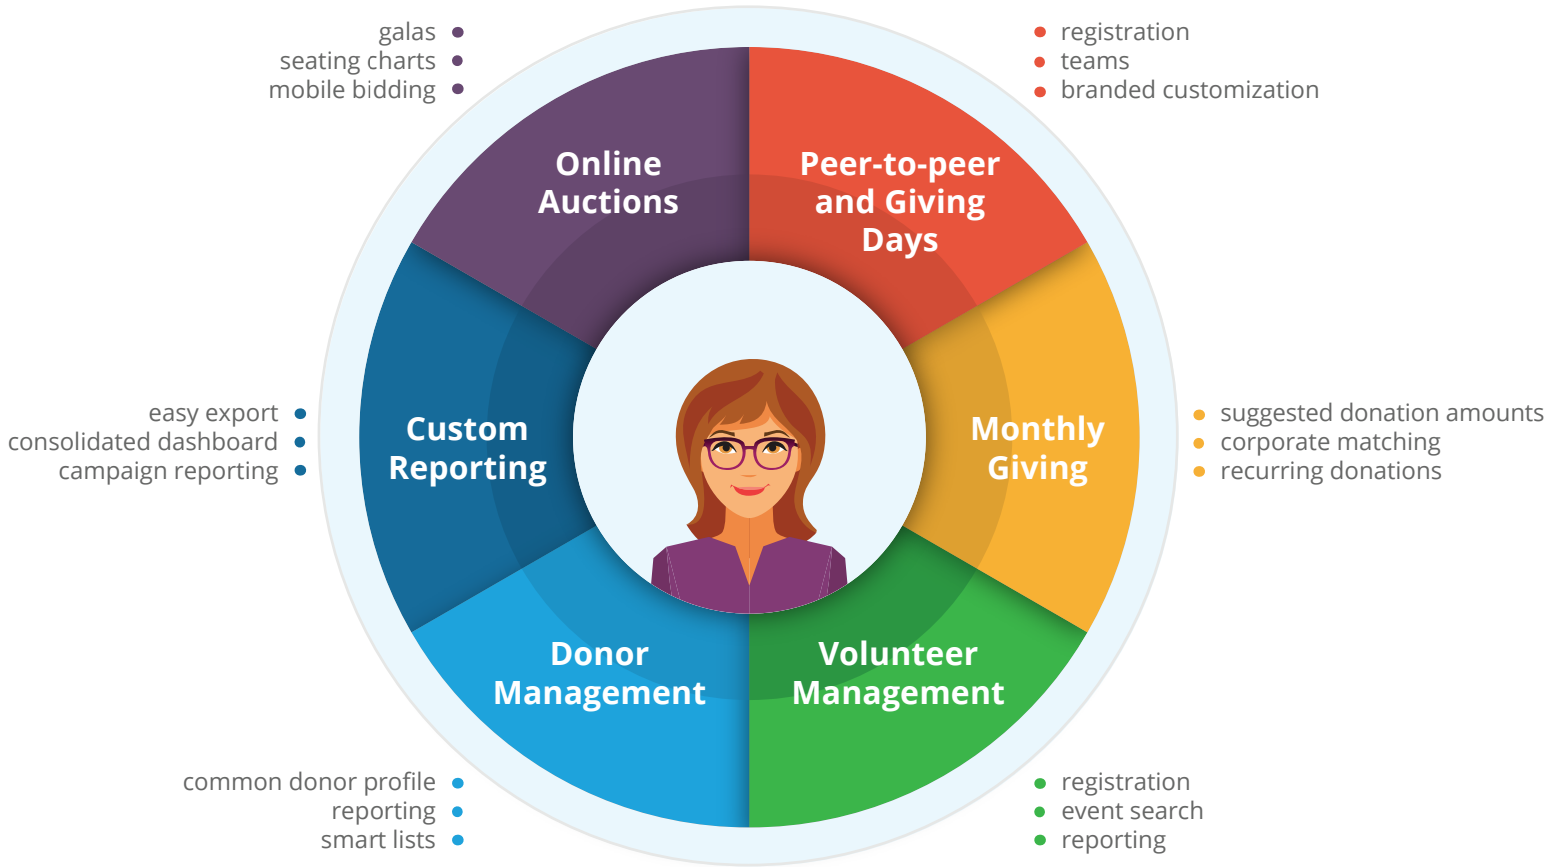 galas
seating charts
mobile bidding
registration
teams
branded customization
Online
Auctions
Peer-to-peer
and Giving
Days
easy export
consolidated dashboard
campaign reporting
Custom
Reporting
Monthly
Giving
suggested donation amounts
corporate matching
recurring donations
Donor
Management
Volunteer
Management
common donor profile
reporting
smart lists
registration
event search
reporting